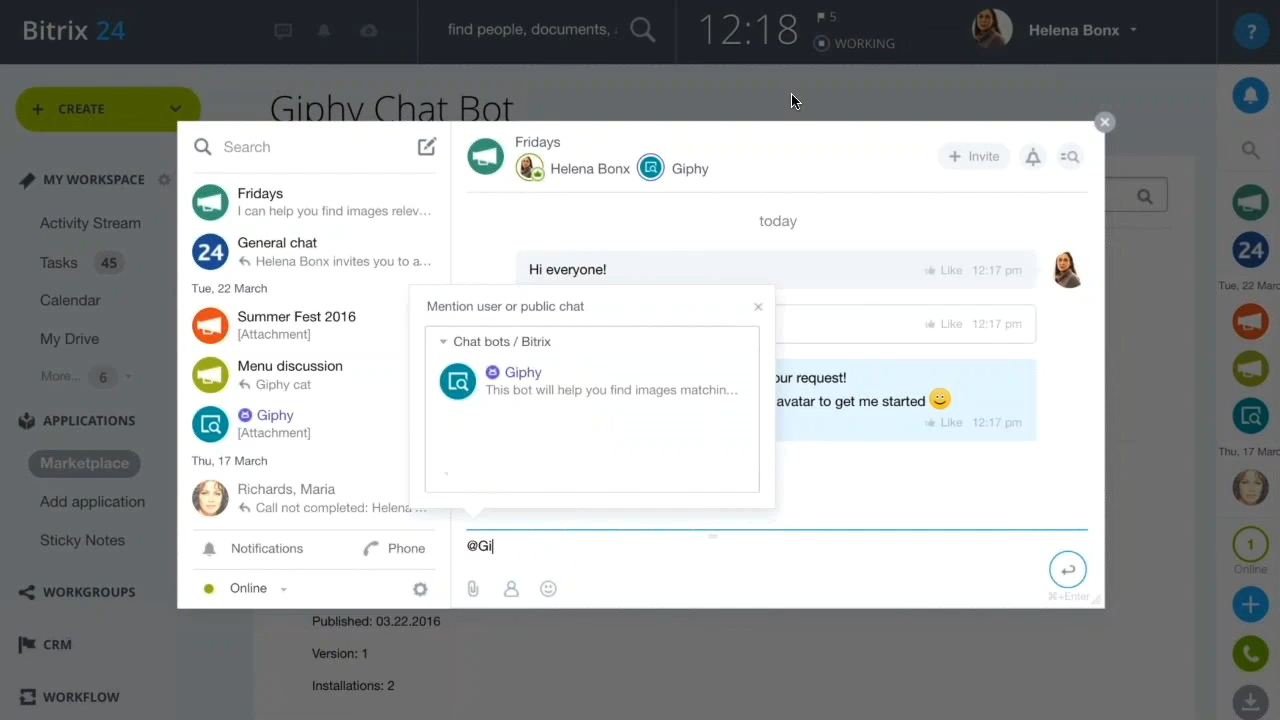 Bitrix 24
find people, documents,
12:18
5
WORKING
Helena Bonx
?
+ CREATE
Giphy Chat Bot
MY WORKSPACE
Activity Stream
Tasks 45
Calendar
My Drive
More... 6
APPLICATIONS
Marketplace
Add application
Sticky Notes
WORKGROUPS
CRM
WORKFLOW
Search
Fridays
I can help you find images relev...
24
General chat
Helena Bonx invites you to a...
Tue, 22 March
Summer Fest 2016
[Attachment]
Menu discussion
Giphy cat
Giphy
[Attachment]
Thu, 17 March
Richards, Maria
Call not completed: Helena ...
Notifications
Phone
Online
Fridays
Helena Bonx
Giphy
+ Invite
today
Hi everyone!
Like 12:17 pm
Like 12:17 pm
our request!
avatar to get me started
Like 12:17 pm
Mention user or public chat
Chat bots / Bitrix
Giphy
This bot will help you find images matchin...
@Gi
⌘+Enter
Published: 03.22.2016
Version: 1
Installations: 2
24
Tue, 22 Marc
Thu, 17 Marc
1
Online